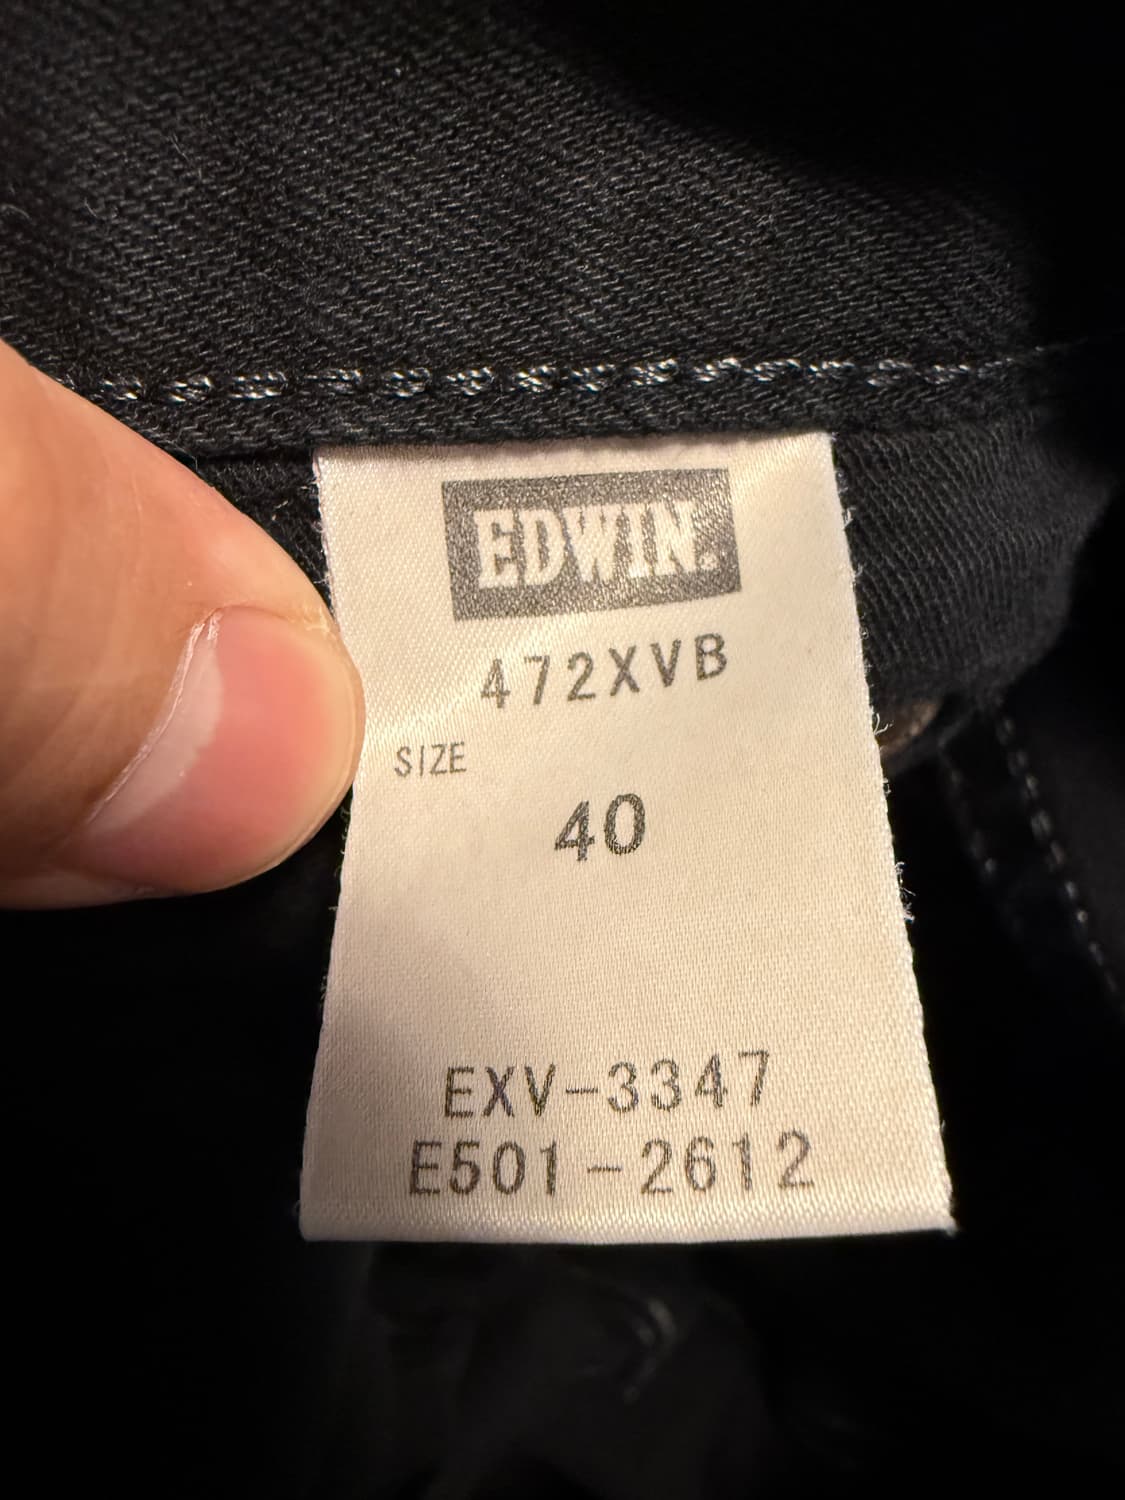 EDWIN.
472XVB
SIZE
40
EXV-3347
E501-2612